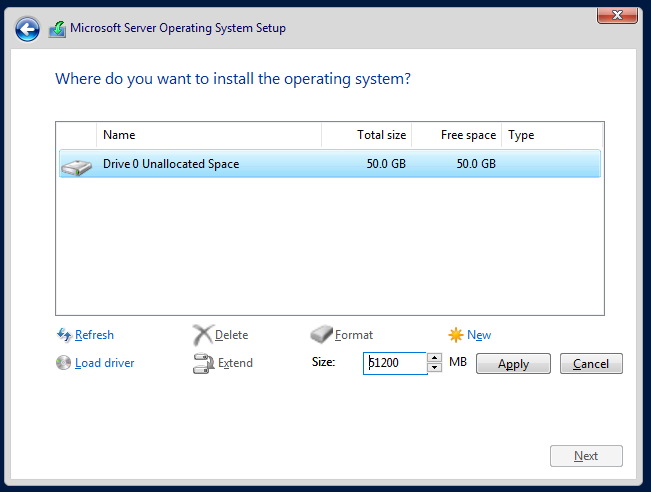 Microsoft Server Operating System Setup
Where do you want to install the operating system?
Name Total size Free space Type
Drive 0 Unallocated Space 50.0 GB 50.0 GB
Refresh Delete Format New
Load driver Extend Size: 51200 MB Apply Cancel
Next